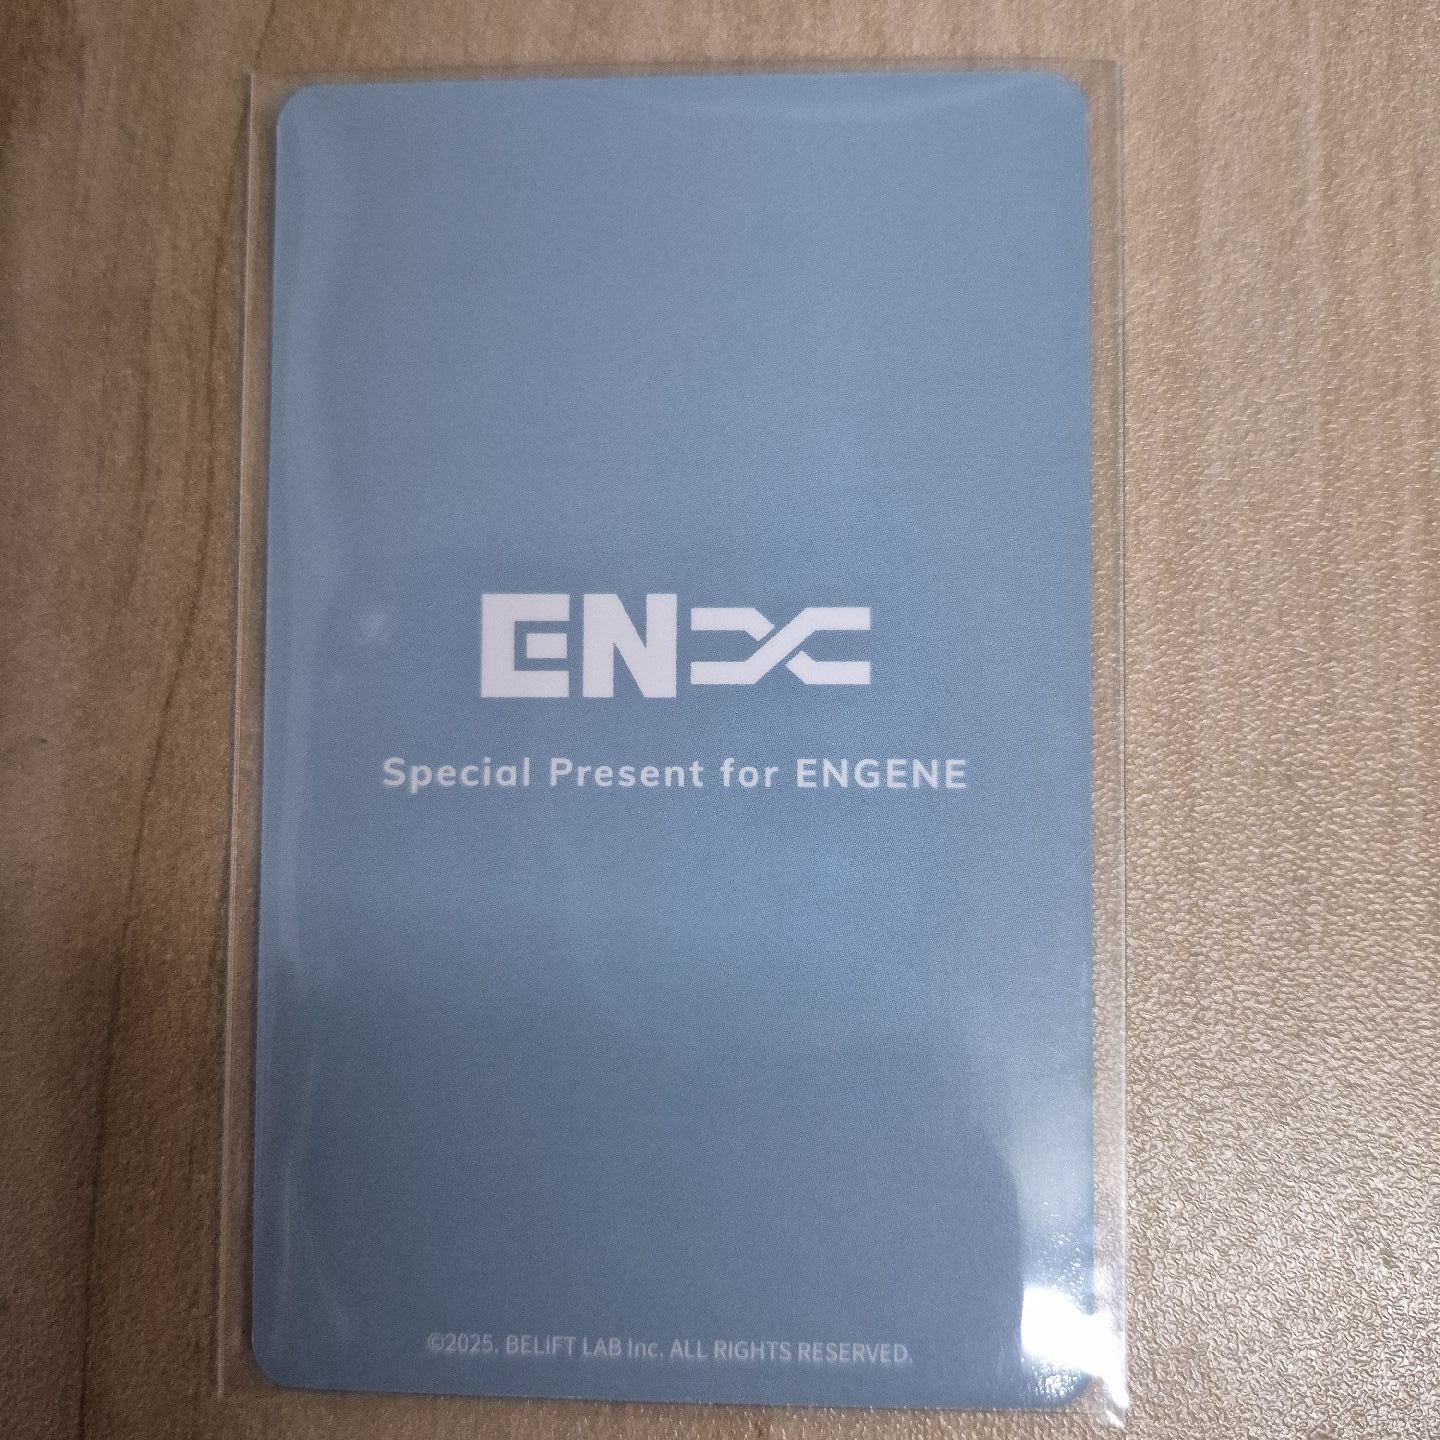 EN
Special Present for ENGENE
©2025. BELIFT LAB Inc. ALL RIGHTS RESERVED.